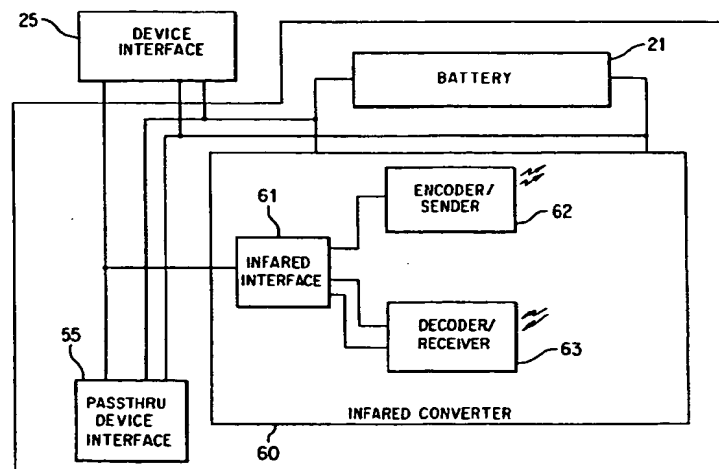 25
DEVICE
INTERFACE
21
BATTERY
61
ENCODER/
SENDER
62
INFARED
INTERFACE
DECODER/
RECEIVER
63
55
PASSTHRU
DEVICE
INTERFACE
INFARED CONVERTER
60